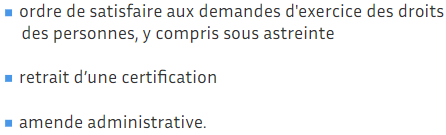 ▪ ordre de satisfaire aux demandes d'exercice des droits
des personnes, y compris sous astreinte
▪ retrait d'une certification
▪ amende administrative.